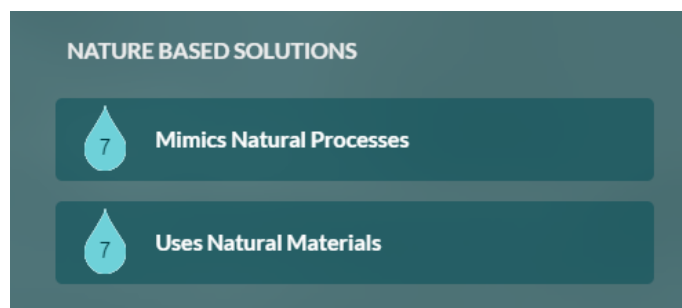 NATURE BASED SOLUTIONS
7 Mimics Natural Processes
7 Uses Natural Materials